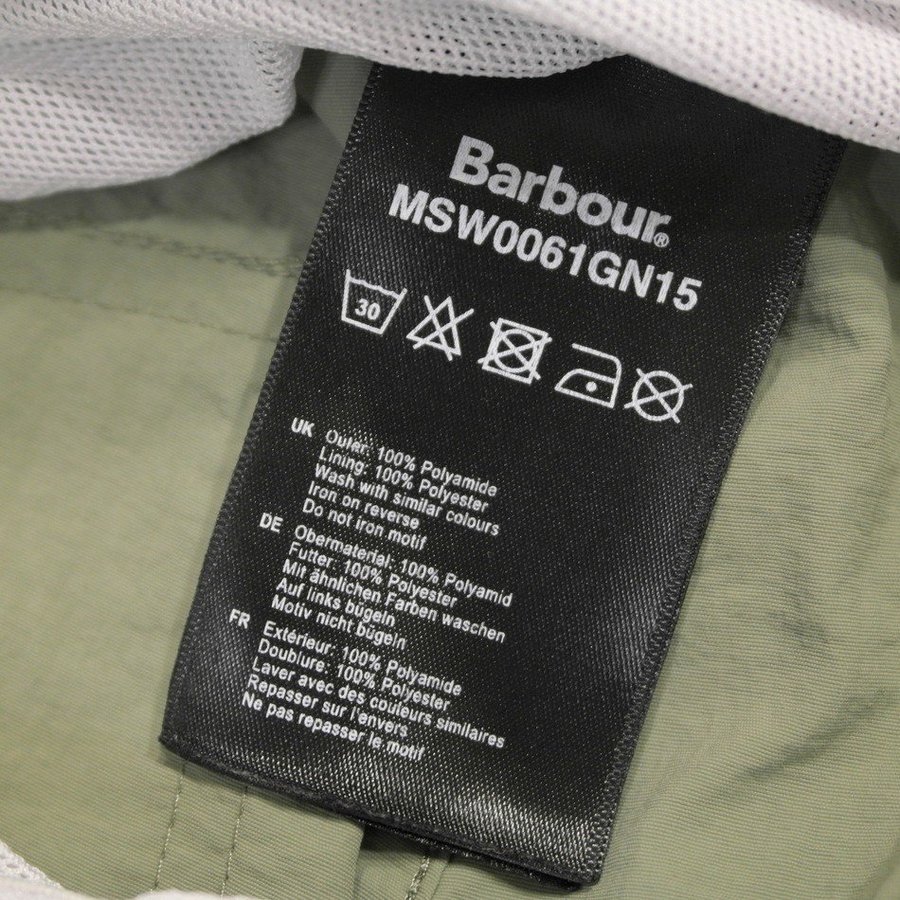 Barbour®
MSW0061GN15
30
UK Outer: 100% Polyamide
Lining: 100% Polyester
Wash with similar colours
Iron on reverse
Do not iron motif
DE Obermaterial: 100% Polyamid
Futter: 100% Polyester
Mit ähnlichen Farben waschen
Auf links bügeln
Motiv nicht bügeln
FR Extérieur: 100% Polyamide
Doublure: 100% Polyester
Laver avec des couleurs similaires
Repasser sur l'envers
Ne pas repasser le motif